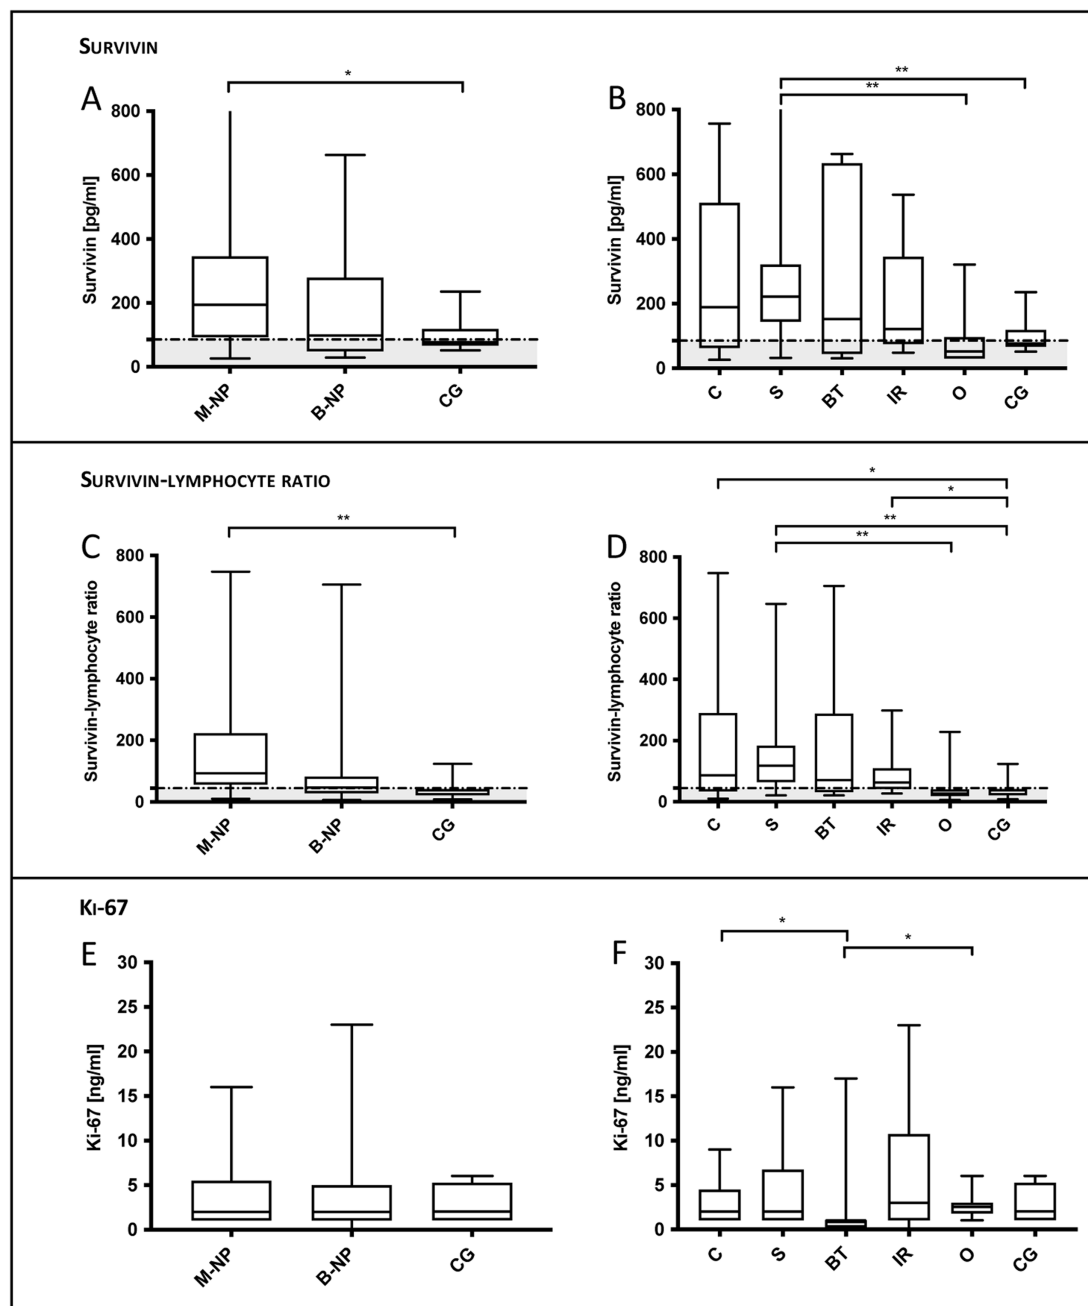 SURVIVIN
A
*
Survivin [pg/ml]
800
600
400
200
0
M-NP
B-NP
CG
B
**
**
Survivin [pg/ml]
800
600
400
200
0
C
S
BT
IR
O
CG
SURVIVIN-LYMPHOCYTE RATIO
C
**
Survivin-lymphocyte ratio
800
600
400
200
0
M-NP
B-NP
CG
D
*
*
**
**
Survivin-lymphocyte ratio
800
600
400
200
0
C
S
BT
IR
O
CG
KI-67
E
Ki-67 [ng/ml]
30
25
20
15
10
5
0
M-NP
B-NP
CG
F
*
*
Ki-67 [ng/ml]
30
25
20
15
10
5
0
C
S
BT
IR
O
CG